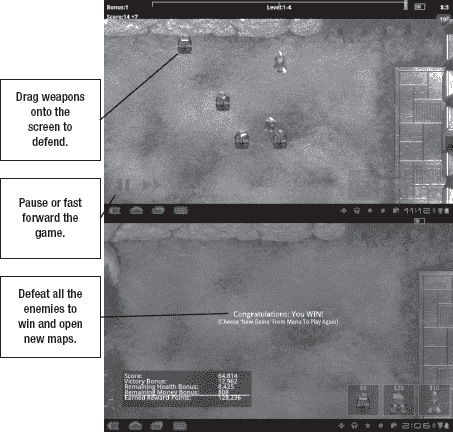 Bonus:1
Level:1-4
$:3
Score:14 +7
19°
Drag weapons
onto the
screen to
defend.
Pause or fast
forward the
game.
11:12
Defeat all the
enemies to
win and open
new maps.
Congratulations: You WIN!
(Choose 'New Game' From Menu To Play Again)
Score: 64,814
Victory Bonus: 12,962
Remaining Health Bonus: 8,425
Remaining Money Bonus:
Earned Reward Points: 128,236
$5 $20 $10
2:06